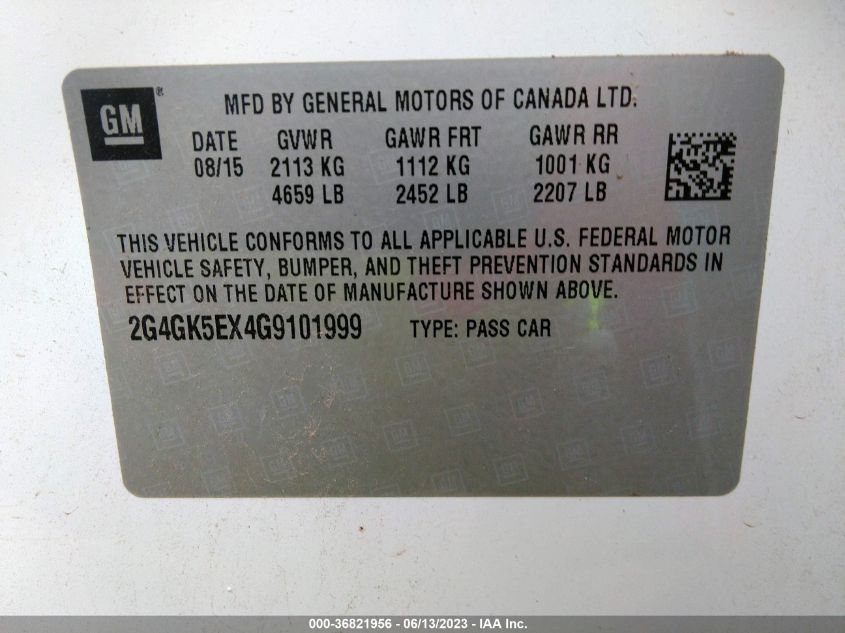 GM®
MFD BY GENERAL MOTORS OF CANADA LTD.
DATE GVWR GAWR FRT GAWR RR
08/15 2113 KG 1112 KG 1001 KG
4659 LB 2452 LB 2207 LB
THIS VEHICLE CONFORMS TO ALL APPLICABLE U.S. FEDERAL MOTOR
VEHICLE SAFETY, BUMPER, AND THEFT PREVENTION STANDARDS IN
EFFECT ON THE DATE OF MANUFACTURE SHOWN ABOVE.
2G4GK5EX4G9101999 TYPE: PASS CAR
000-36821956 - 06/13/2023 - IAA Inc.